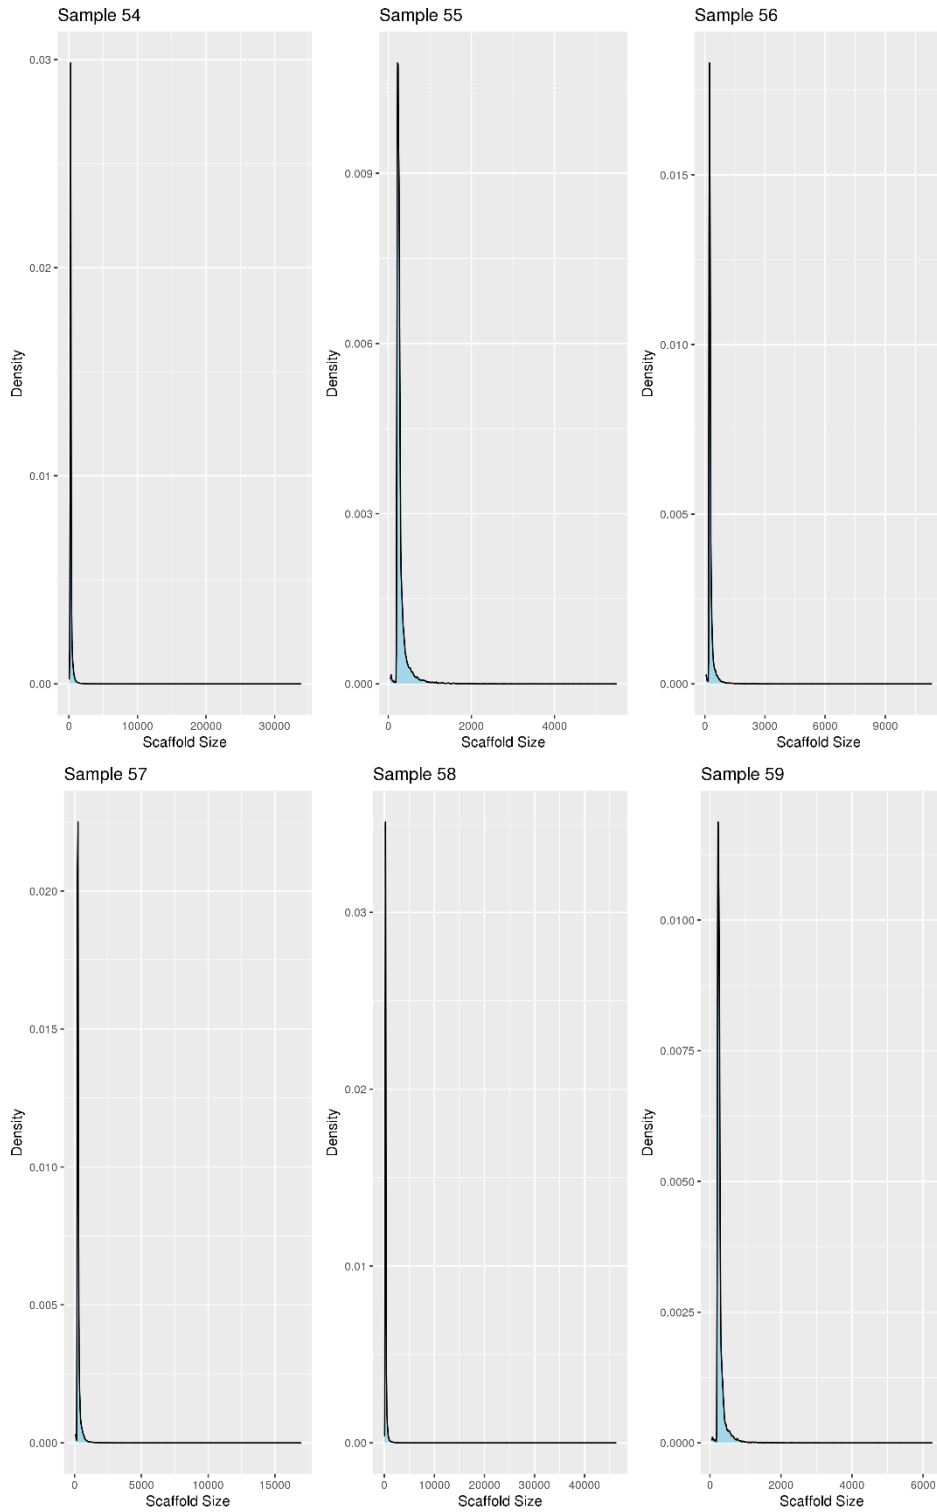 Sample 54
Sample 55
Sample 56
0.03
0.02
0.01
0.00
Density
0 10000 20000 30000
Scaffold Size
0.009
0.006
0.003
0.000
Density
0 2000 4000
Scaffold Size
0.015
0.010
0.005
0.000
Density
0 3000 6000 9000
Scaffold Size
Sample 57
Sample 58
Sample 59
0.020
0.015
0.010
0.005
0.000
Density
0 5000 10000 15000
Scaffold Size
0.03
0.02
0.01
0.00
Density
0 10000 20000 30000 40000
Scaffold Size
0.0100
0.0075
0.0050
0.0025
0.0000
Density
0 2000 4000 6000
Scaffold Size